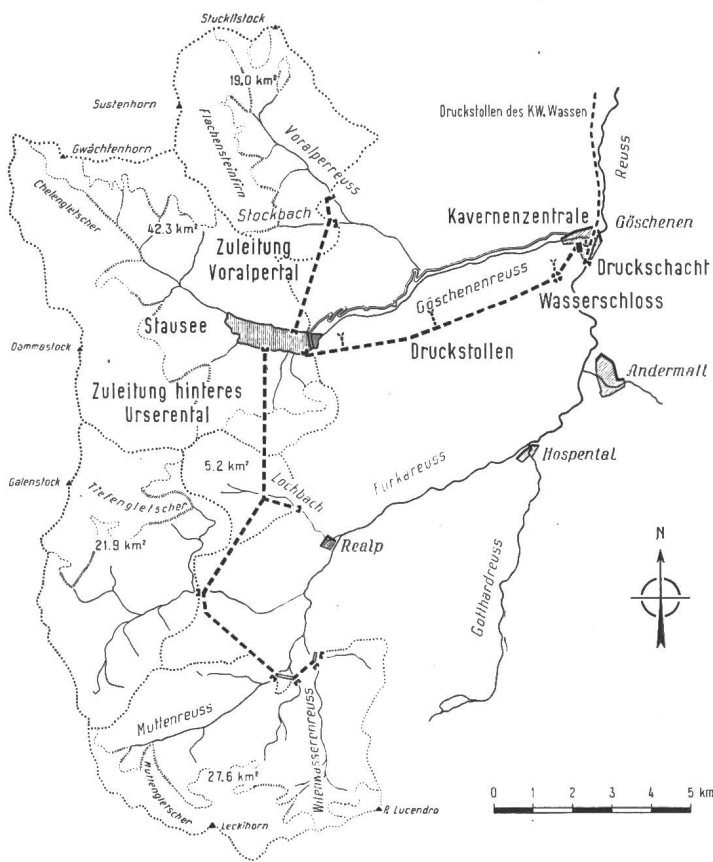 Stucklistock
19.0 km²
Sustenhorn
Druckstollen des KW. Wassen
Flachensteinfirn
Voralperreuss
Reuss
Gwächtenhorn
Chelengletscher
Stockbach
Kavernenzentrale
Göschenen
42.3 km²
Zuleitung
Voralpertal
Göschenenreuss
Druckschacht
Wasserschloss
Stausee
Druckstollen
Dammastock
Andermatt
Zuleitung hinteres
Urserental
Hospental
5.2 km²
Furkareuss
Lochbach
Galenstock
Tiefengletscher
Realp
21.9 km²
N
Gotthardreuss
Muttenreuss
Witenwasserenreuss
27.6 km²
Muttengletscher
P. Lucendro
Leckihorn
0 1 2 3 4 5 km